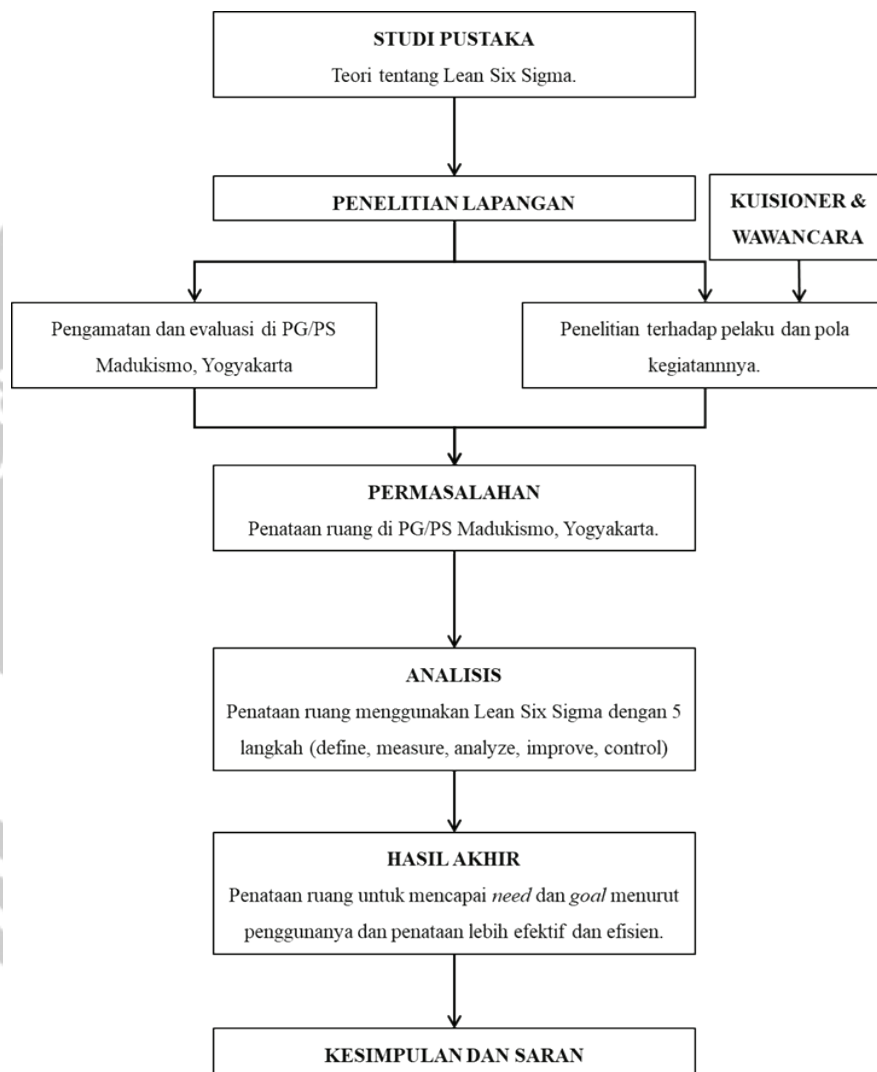 STUDI PUSTAKA
Teori tentang Lean Six Sigma.
PENELITIAN LAPANGAN
KUISIONER &
WAWANCARA
Pengamatan dan evaluasi di PG/PS
Madukismo, Yogyakarta
Penelitian terhadap pelaku dan pola
kegiatannnya.
PERMASALAHAN
Penataan ruang di PG/PS Madukismo, Yogyakarta.
ANALISIS
Penataan ruang menggunakan Lean Six Sigma dengan 5
langkah (define, measure, analyze, improve, control)
HASIL AKHIR
Penataan ruang untuk mencapai need dan goal menurut
penggunanya dan penataan lebih efektif dan efisien.
KESIMPULAN DAN SARAN